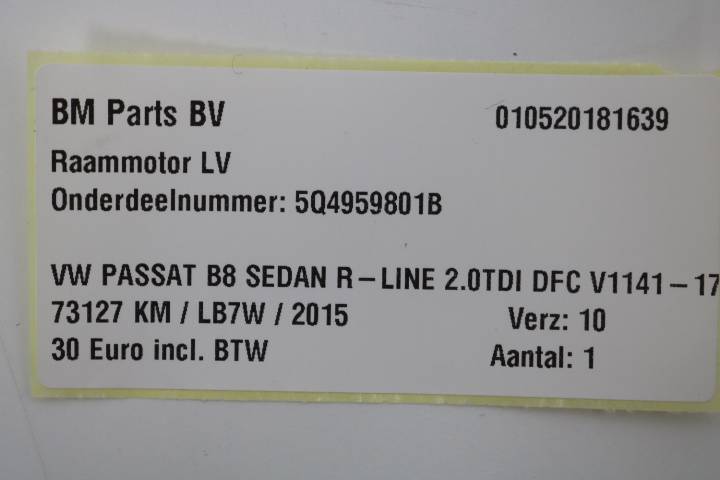 BM Parts BV 010520181639
Raammotor LV
Onderdeelnummer: 5Q4959801B
VW PASSAT B8 SEDAN R-LINE 2.0TDI DFC V1141-17
73127 KM / LB7W / 2015 Verz: 10
30 Euro incl. BTW Aantal: 1